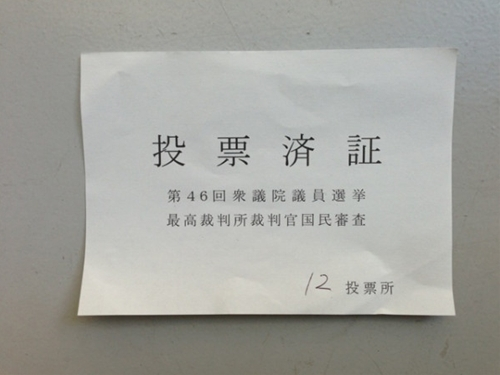 投票済証
第46回衆議院議員選挙
最高裁判所裁判官国民審査
12 投票所